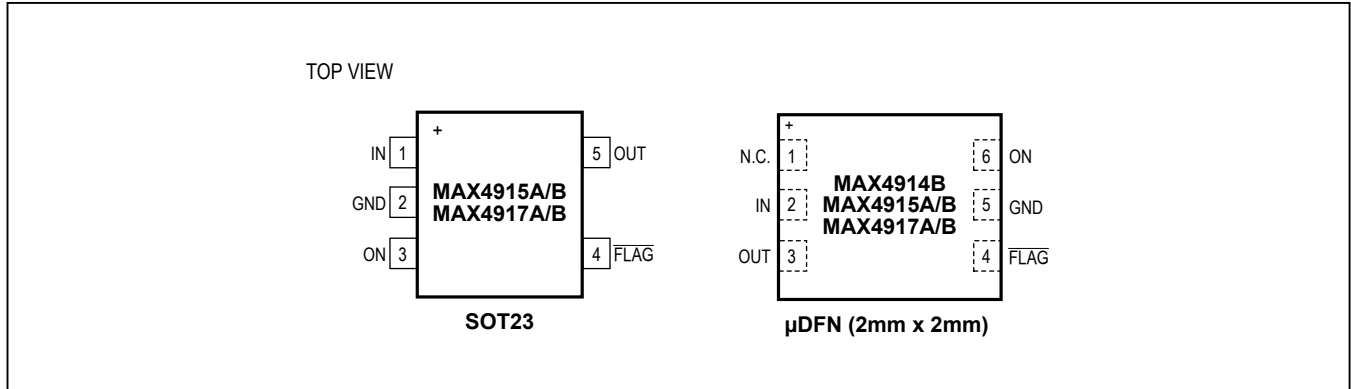 TOP VIEW
+
IN 1
5 OUT
GND 2
MAX4915A/B
MAX4917A/B
ON 3
4 FLAG
SOT23
+
N.C. 1
6 ON
MAX4914B
IN 2
MAX4915A/B
5 GND
MAX4917A/B
OUT 3
4 FLAG
µDFN (2mm x 2mm)